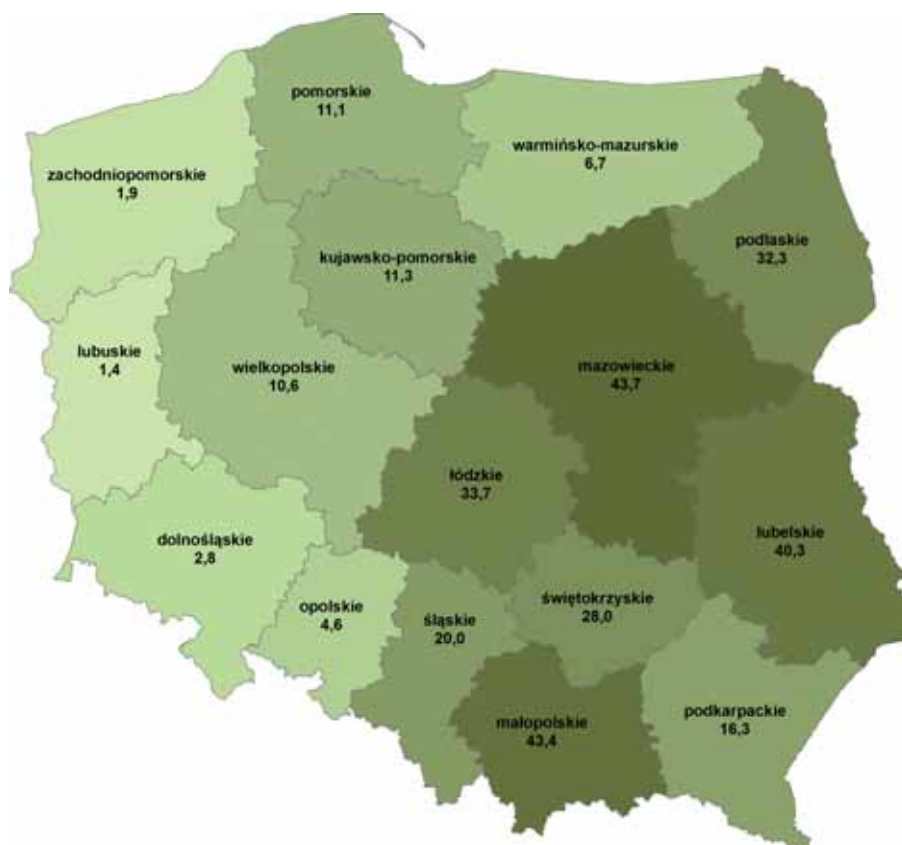 pomorskie
11,1
warmińsko-mazurskie
6,7
zachodniopomorskie
1,9
podlaskie
32,3
kujawsko-pomorskie
11,3
lubuskie
1,4
wielkopolskie
10,6
mazowieckie
43,7
łódzkie
33,7
lubelskie
40,3
dolnośląskie
2,8
opolskie
4,6
śląskie
20,0
świętokrzyskie
28,0
małopolskie
43,4
podkarpackie
16,3